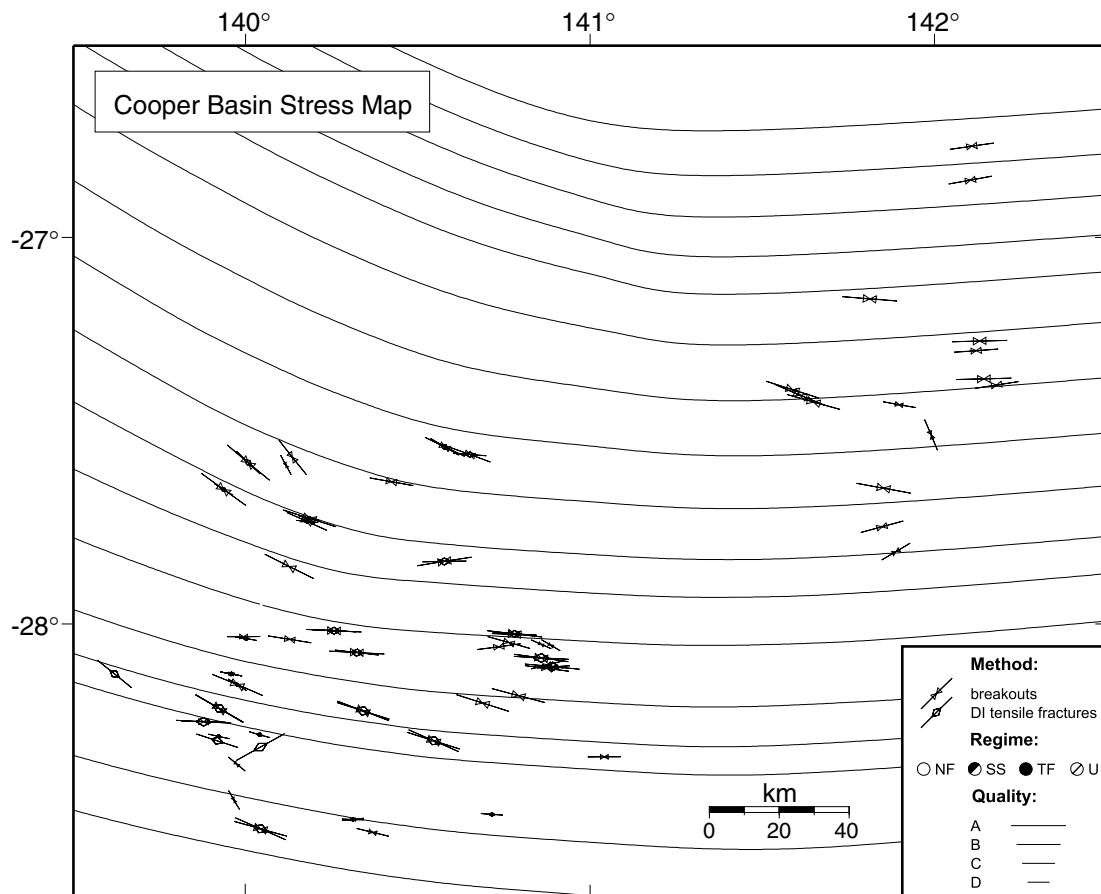 140° 141° 142°
Cooper Basin Stress Map
-27°
-28°
Method:
breakouts
DI tensile fractures
Regime:
NF SS TF U
Quality:
A
B
C
D
km
0 20 40